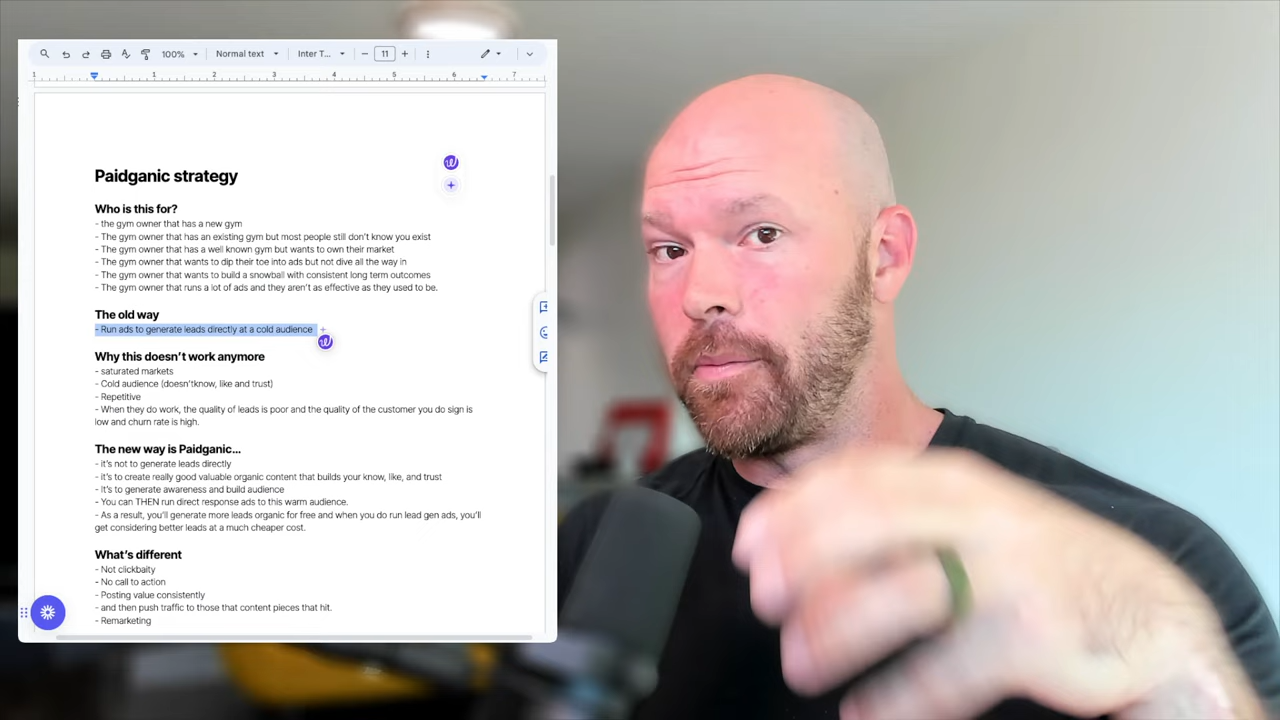 100%
Normal text
Inter T...
11
1
1
2
3
4
5
6
7
Paidganic strategy
Who is this for?
- the gym owner that has a new gym
- The gym owner that has an existing gym but most people still don't know you exist
- The gym owner that has a well known gym but wants to own their market
- The gym owner that wants to dip their toe into ads but not dive all the way in
- The gym owner that wants to build a snowball with consistent long term outcomes
- The gym owner that runs a lot of ads and they aren't as effective as they used to be.
The old way
- Run ads to generate leads directly at a cold audience
Why this doesn't work anymore
- saturated markets
- Cold audience (doesn'tknow, like and trust)
- Repetitive
- When they do work, the quality of leads is poor and the quality of the customer you do sign is
low and churn rate is high.
The new way is Paidganic...
- it's not to generate leads directly
- it's to create really good valuable organic content that builds your know, like, and trust
- It's to generate awareness and build audience
- You can THEN run direct response ads to this warm audience.
- As a result, you'll generate more leads organic for free and when you do run lead gen ads, you'll
get considering better leads at a much cheaper cost.
What's different
- Not clickbaity
- No call to action
- Posting value consistently
- and then push traffic to those that content pieces that hit.
- Remarketing